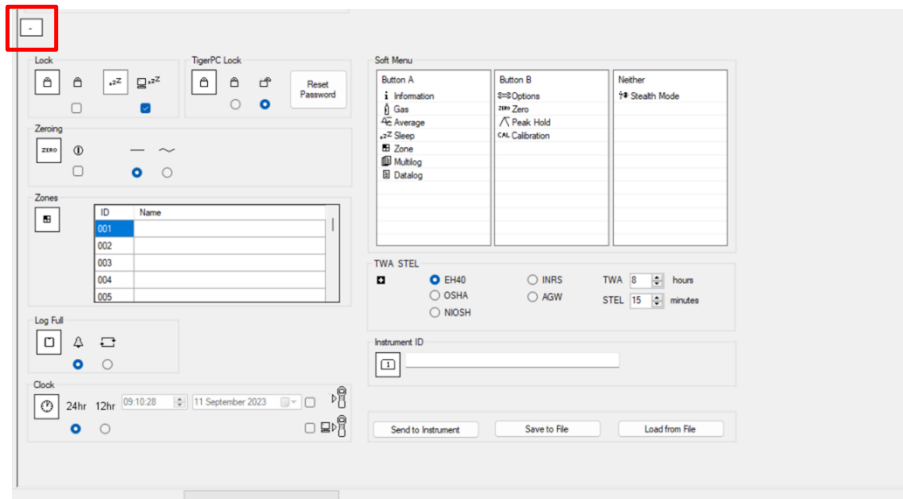 -
Lock
TigerPC Lock
Reset
Password
Zeroing
ZERO
Zones
ID Name
001
002
003
004
005
Log Full
Clock
24hr 12hr 09:10:28 11 September 2023
Soft Menu
Button A
i Information
Gas
Average
Sleep
Zone
Multilog
Datalog
Button B
Options
ZERO Zero
Peak Hold
CAL Calibration
Neither
Stealth Mode
TWA STEL
EH40 INRS TWA 8 hours
OSHA AGW STEL 15 minutes
NIOSH
Instrument ID
1
Send to Instrument Save to File Load from File